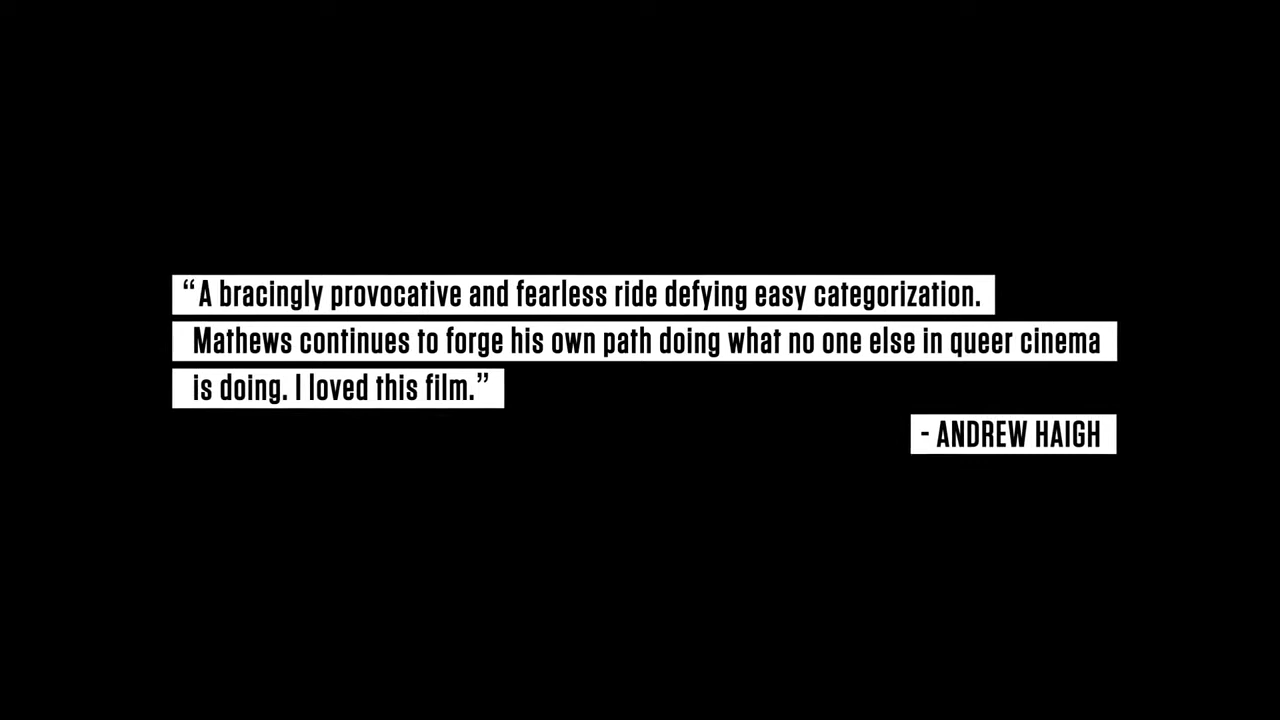 “A bracingly provocative and fearless ride defying easy categorization.
Mathews continues to forge his own path doing what no one else in queer cinema
is doing. I loved this film.”
- ANDREW HAIGH